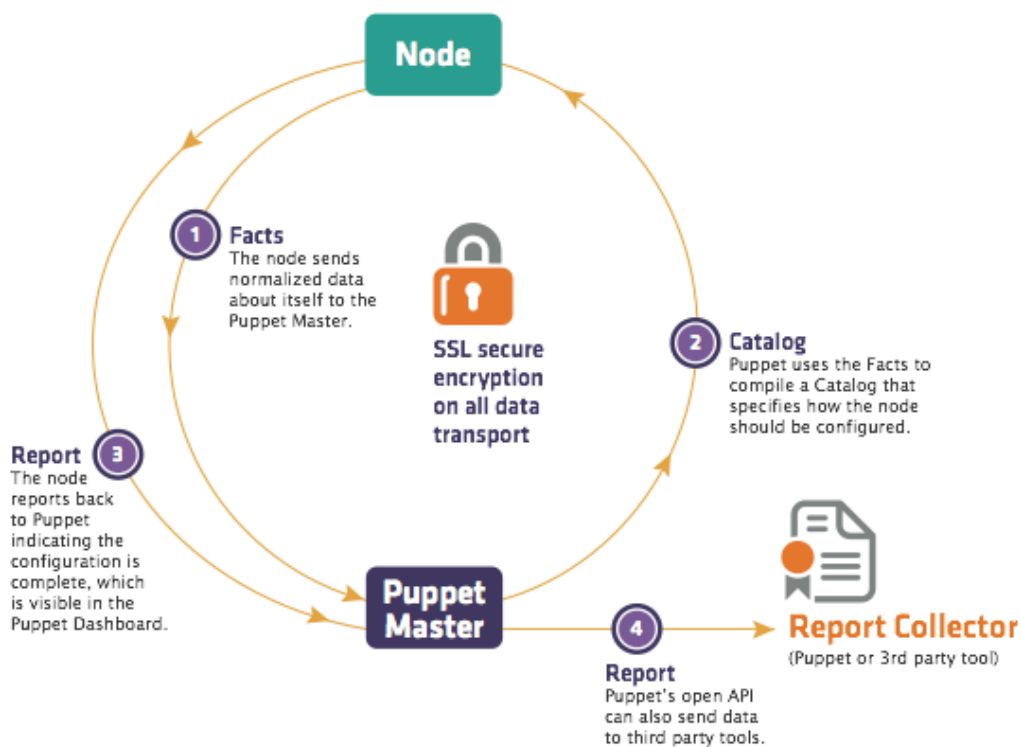 Node
1
Facts
The node sends
normalized data
about itself to the
Puppet Master.
SSL secure
encryption
on all data
transport
2
Catalog
Puppet uses the Facts to
compile a Catalog that
specifies how the node
should be configured.
3
Report
The node
reports back
to Puppet
indicating the
configuration is
complete, which
is visible in the
Puppet Dashboard.
Puppet
Master
4
Report
Puppet's open API
can also send data
to third party tools.
Report Collector
(Puppet or 3rd party tool)